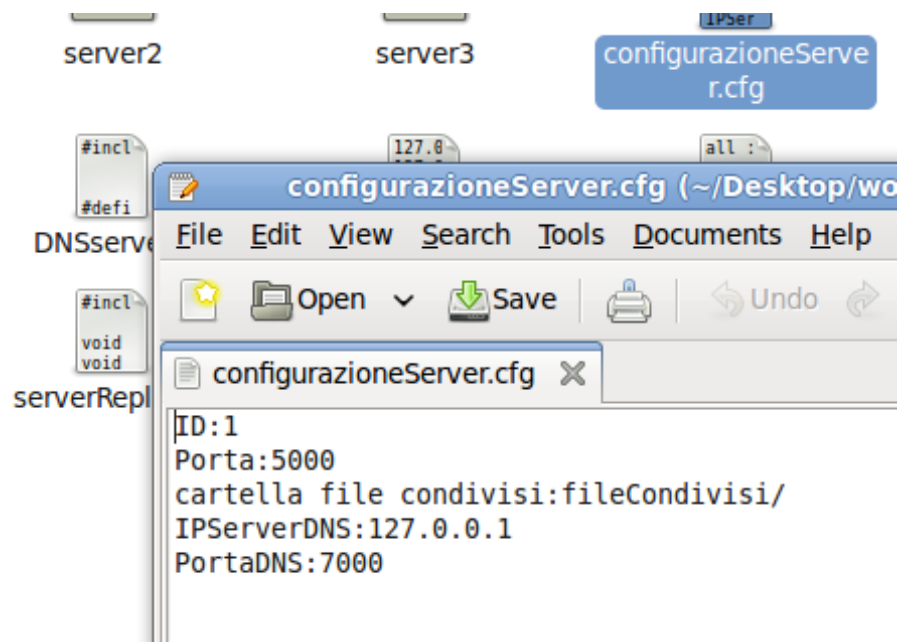 IPSer
server2
server3
configurazioneServe
r.cfg
#incl
#defi
127.0
all :
DNSserve
configurazioneServer.cfg (~/Desktop/wo
File Edit View Search Tools Documents Help
Open Save Undo
#incl
void
void
serverRepl
configurazioneServer.cfg
ID:1
Porta:5000
cartella file condivisi:fileCondivisi/
IPServerDNS:127.0.0.1
PortaDNS:7000